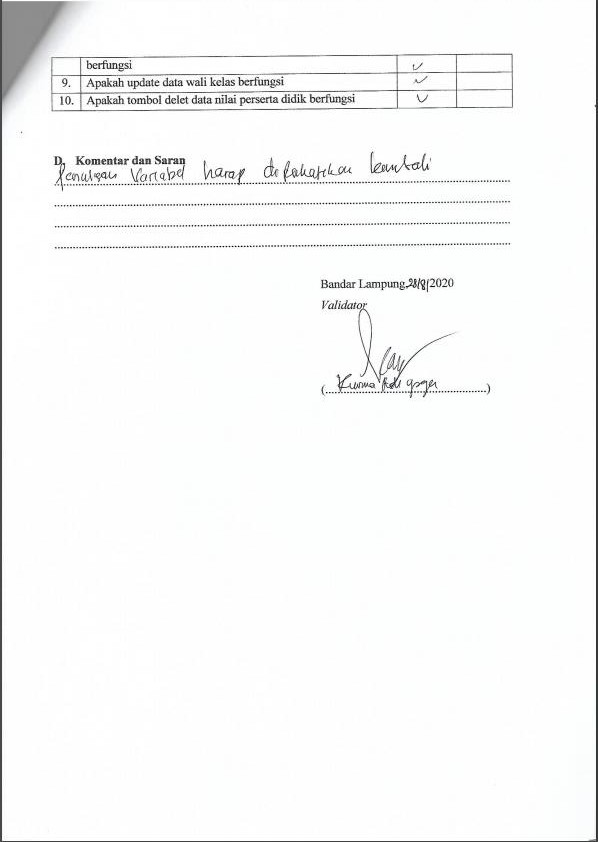 berfungsi
9. Apakah update data wali kelas berfungsi
10. Apakah tombol delet data nilai perserta didik berfungsi
D. Komentar dan Saran
Penulisan Variabel harap diperhatikan kembali
Bandar Lampung,28/8/2020
Validator
(Kurnia )